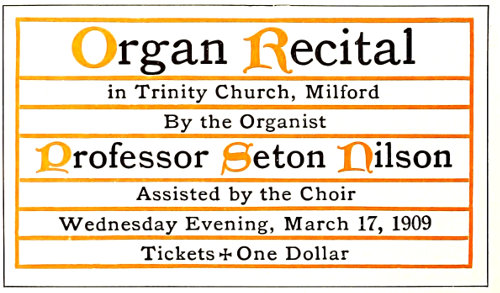 Organ Recital
in Trinity Church, Milford
By the Organist
Professor Seton Nilson
Assisted by the Choir
Wednesday Evening, March 17, 1909
Tickets + One Dollar